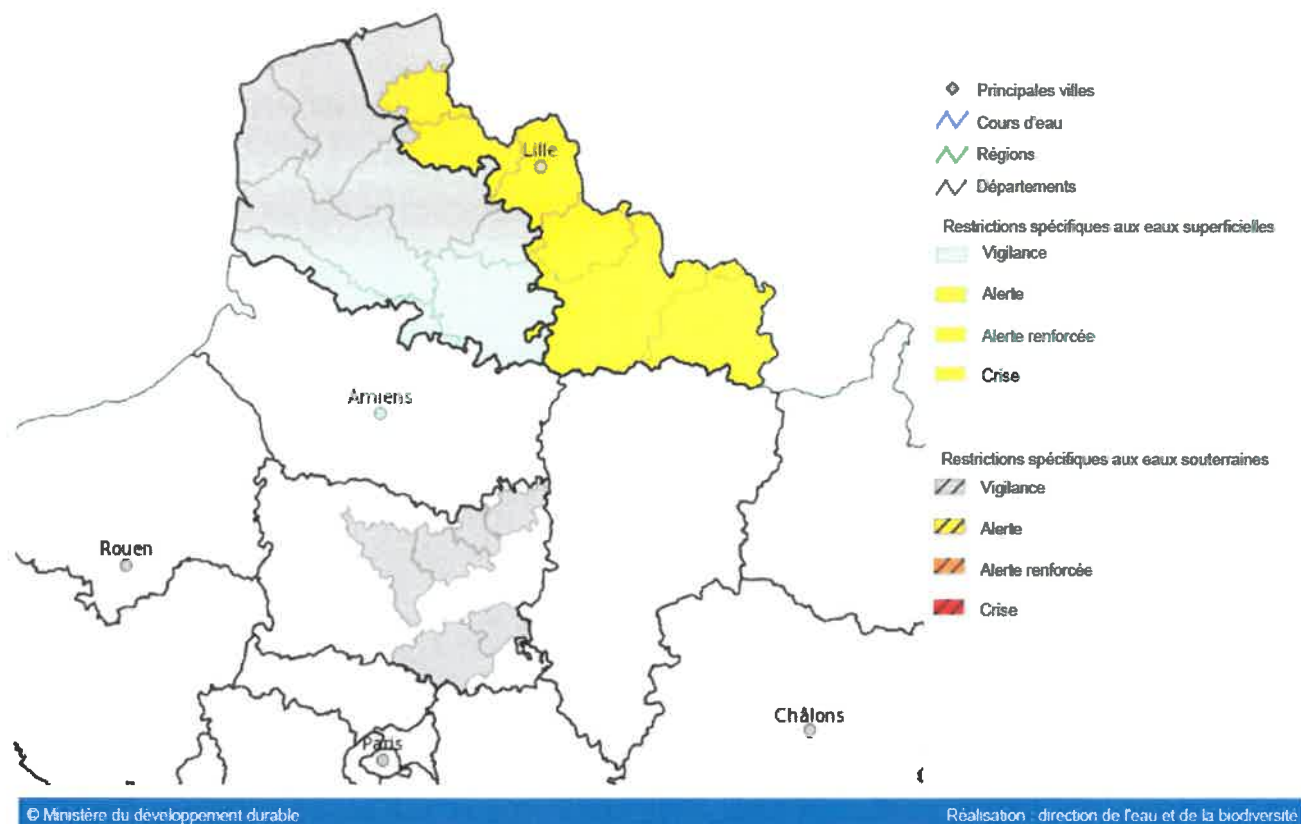 Lille
Amiens
Rouen
Châlons
Paris
Principales villes
Cours d'eau
Régions
Départements
Restrictions spécifiques aux eaux superficielles
Vigilance
Alerte
Alerte renforcée
Crise
Restrictions spécifiques aux eaux souterraines
Vigilance
Alerte
Alerte renforcée
Crise
© Ministère du développement durable
Réalisation : direction de l'eau et de la biodiversité